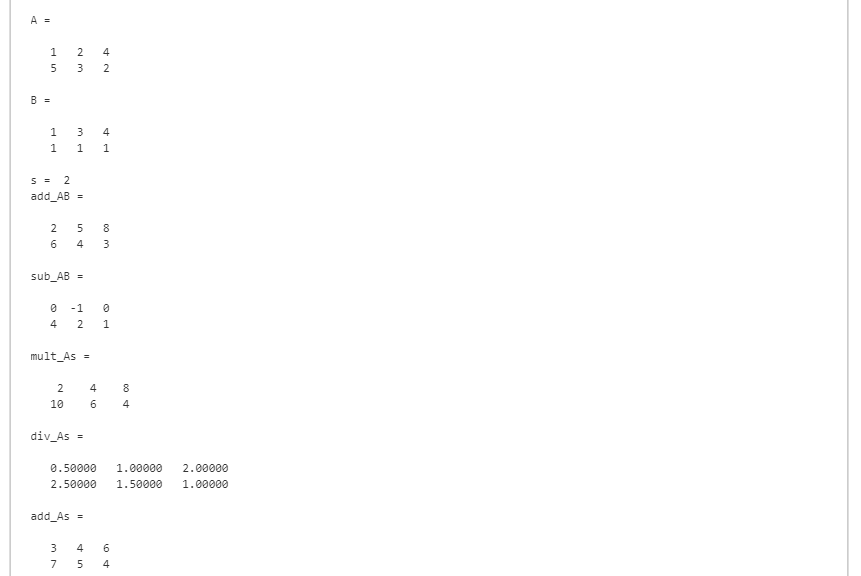 A =
1 2 4
5 3 2
B =
1 3 4
1 1 1
s = 2
add_AB =
2 5 8
6 4 3
sub_AB =
0 -1 0
4 2 1
mult_As =
2 4 8
10 6 4
div_As =
0.50000 1.00000 2.00000
2.50000 1.50000 1.00000
add_As =
3 4 6
7 5 4